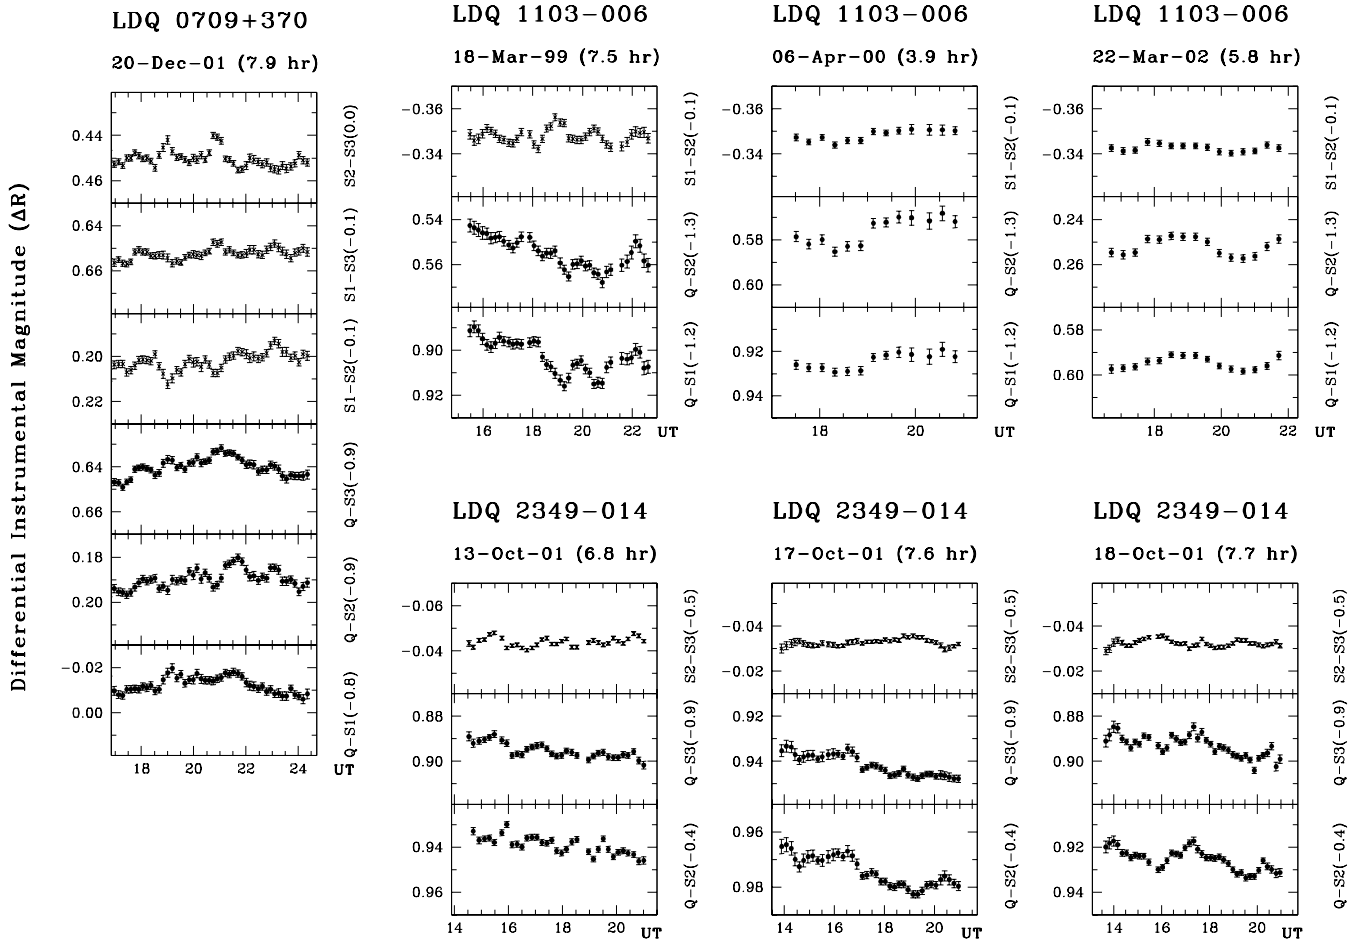 Differential Instrumental Magnitude (ΔR)
LDQ 0709+370
20−Dec−01 (7.9 hr)
0.44
0.46
S2−S3(0.0)
0.64
0.66
S1−S3(−0.1)
0.20
0.22
S1−S2(−0.1)
0.64
0.66
Q−S3(−0.9)
0.18
0.20
Q−S2(−0.9)
−0.02
0.00
Q−S1(−0.8)
18 20 22 24 UT
LDQ 1103−006
18−Mar−99 (7.5 hr)
−0.36
−0.34
S1−S2(−0.1)
0.54
0.56
Q−S2(−1.3)
0.90
0.92
Q−S1(−1.2)
16 18 20 22 UT
LDQ 1103−006
06−Apr−00 (3.9 hr)
−0.36
−0.34
S1−S2(−0.1)
0.58
0.60
Q−S2(−1.3)
0.92
0.94
Q−S1(−1.2)
18 20 UT
LDQ 1103−006
22−Mar−02 (5.8 hr)
−0.36
−0.34
S1−S2(−0.1)
0.24
0.26
Q−S2(−1.3)
0.58
0.60
Q−S1(−1.2)
18 20 22 UT
LDQ 2349−014
13−Oct−01 (6.8 hr)
−0.06
−0.04
S2−S3(−0.5)
0.88
0.90
Q−S3(−0.9)
0.94
0.96
Q−S2(−0.4)
14 16 18 20 UT
LDQ 2349−014
17−Oct−01 (7.6 hr)
−0.04
−0.02
S2−S3(−0.5)
0.92
0.94
Q−S3(−0.9)
0.96
0.98
Q−S2(−0.4)
14 16 18 20 UT
LDQ 2349−014
18−Oct−01 (7.7 hr)
−0.04
−0.02
S2−S3(−0.5)
0.88
0.90
Q−S3(−0.9)
0.92
0.94
Q−S2(−0.4)
14 16 18 20 UT